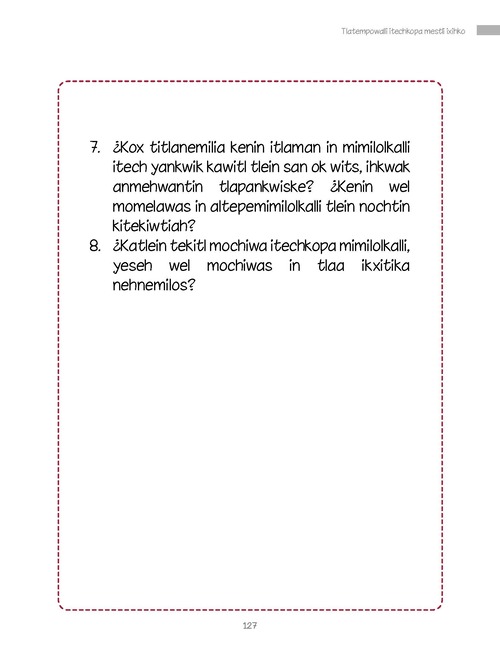 Tlatempowalli itechkopa mestli ixihko
7. ¿Kox titlanemilia kenin itlaman in mimilolkalli
itech yankwik kawitl tlein san ok wits, ihkwak
anmehwantin tlapankwiske? ¿Kenin wel
momelawas in altepemimilolkalli tlein nochtin
kitekiwtiah?
8. ¿Katlein tekitl mochiwa itechkopa mimilolkalli,
yeseh wel mochiwas in tlaa ikxitika
nehnemilos?
127